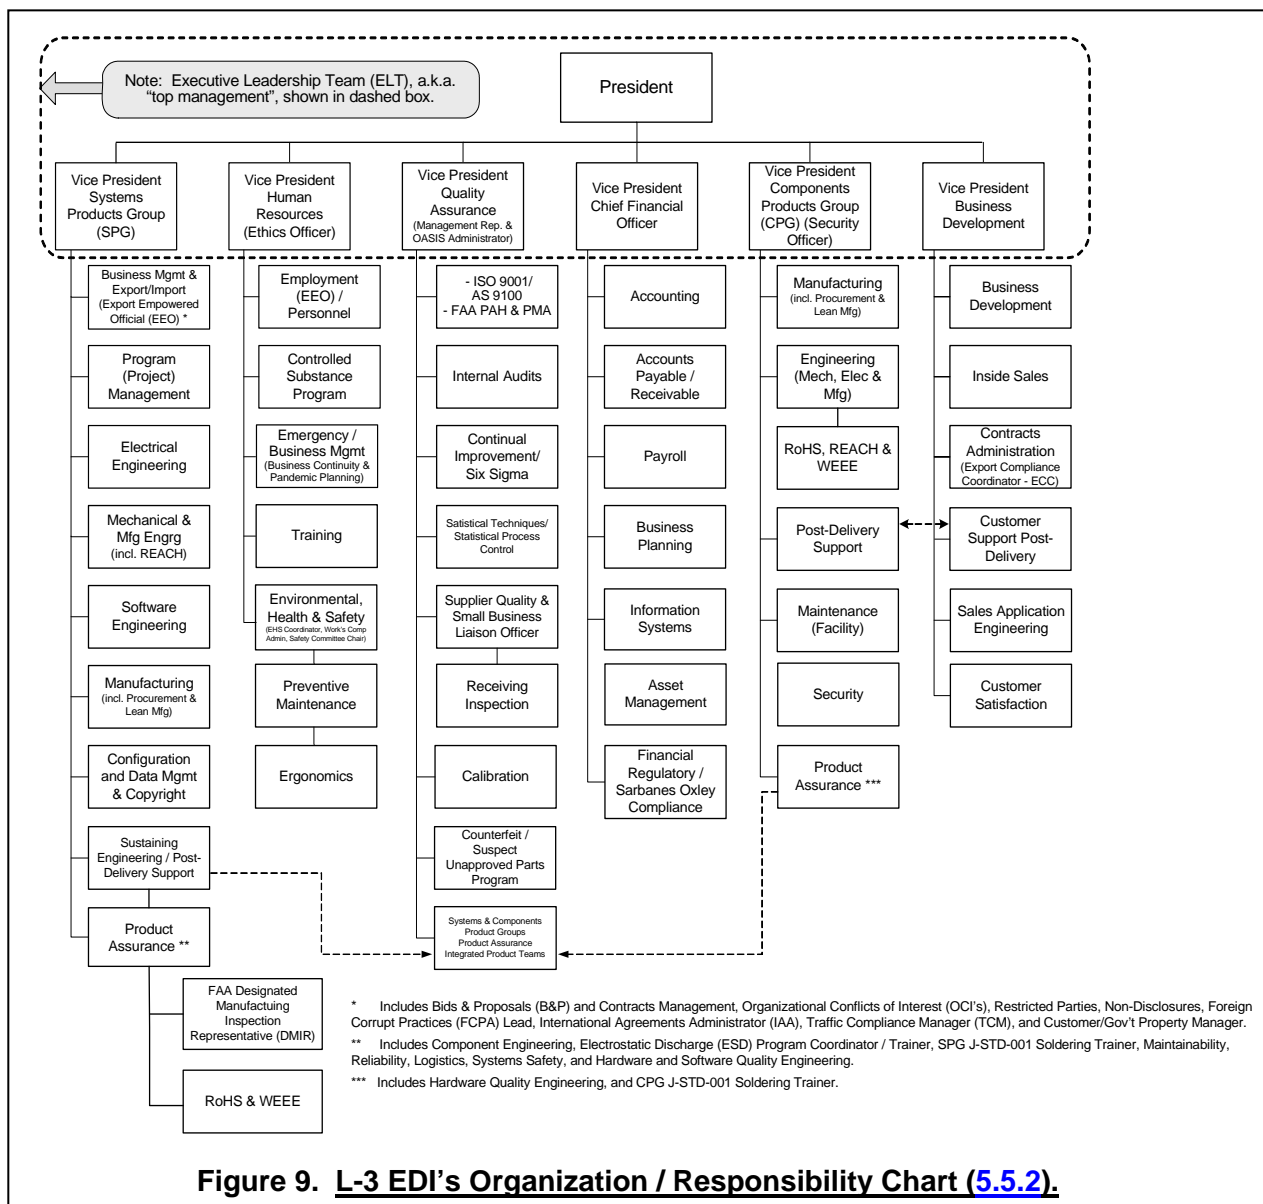 Note: Executive Leadership Team (ELT), a.k.a.
“top management”, shown in dashed box.
President
Vice President
Systems
Products Group
(SPG)
Vice President
Human
Resources
(Ethics Officer)
Vice President
Quality
Assurance
(Management Rep. &
OASIS Administrator)
Vice President
Chief Financial
Officer
Vice President
Components
Products Group
(CPG) (Security
Officer)
Vice President
Business
Development
Business Mgmt &
Export/Import
(Export Empowered
Official (EEO) *
Program
(Project)
Management
Electrical
Engineering
Mechanical &
Mfg Engrg
(incl. REACH)
Software
Engineering
Manufacturing
(incl. Procurement &
Lean Mfg)
Configuration
and Data Mgmt
& Copyright
Sustaining
Engineering / Post-
Delivery Support
Product
Assurance **
FAA Designated
Manufactuing
Inspection
Representative (DMIR)
RoHS & WEEE
Employment
(EEO) /
Personnel
Controlled
Substance
Program
Emergency /
Business Mgmt
(Business Continuity &
Pandemic Planning)
Training
Environmental,
Health & Safety
(EHS Coordinator, Work's Comp
Admin, Safety Committee Chair)
Preventive
Maintenance
Ergonomics
- ISO 9001/
AS 9100
- FAA PAH & PMA
Internal Audits
Continual
Improvement/
Six Sigma
Satistical Techniques/
Statistical Process
Control
Supplier Quality &
Small Business
Liaison Officer
Receiving
Inspection
Calibration
Counterfeit /
Suspect
Unapproved Parts
Program
Systems & Components
Product Groups
Product Assurance
Integrated Product Teams
Accounting
Accounts
Payable /
Receivable
Payroll
Business
Planning
Information
Systems
Asset
Management
Financial
Regulatory /
Sarbanes Oxley
Compliance
Manufacturing
(incl. Procurement &
Lean Mfg)
Engineering
(Mech, Elec &
Mfg)
RoHS, REACH &
WEEE
Post-Delivery
Support
Maintenance
(Facility)
Security
Product
Assurance ***
Business
Development
Inside Sales
Contracts
Administration
(Export Compliance
Coordinator - ECC)
Customer
Support Post-
Delivery
Sales Application
Engineering
Customer
Satisfaction
* Includes Bids & Proposals (B&P) and Contracts Management, Organizational Conflicts of Interest (OCI's), Restricted Parties, Non-Disclosures, Foreign
Corrupt Practices (FCPA) Lead, International Agreements Administrator (IAA), Traffic Compliance Manager (TCM), and Customer/Gov't Property Manager.
** Includes Component Engineering, Electrostatic Discharge (ESD) Program Coordinator / Trainer, SPG J-STD-001 Soldering Trainer, Maintainability,
Reliability, Logistics, Systems Safety, and Hardware and Software Quality Engineering.
*** Includes Hardware Quality Engineering, and CPG J-STD-001 Soldering Trainer.
Figure 9. L-3 EDI’s Organization / Responsibility Chart (5.5.2).